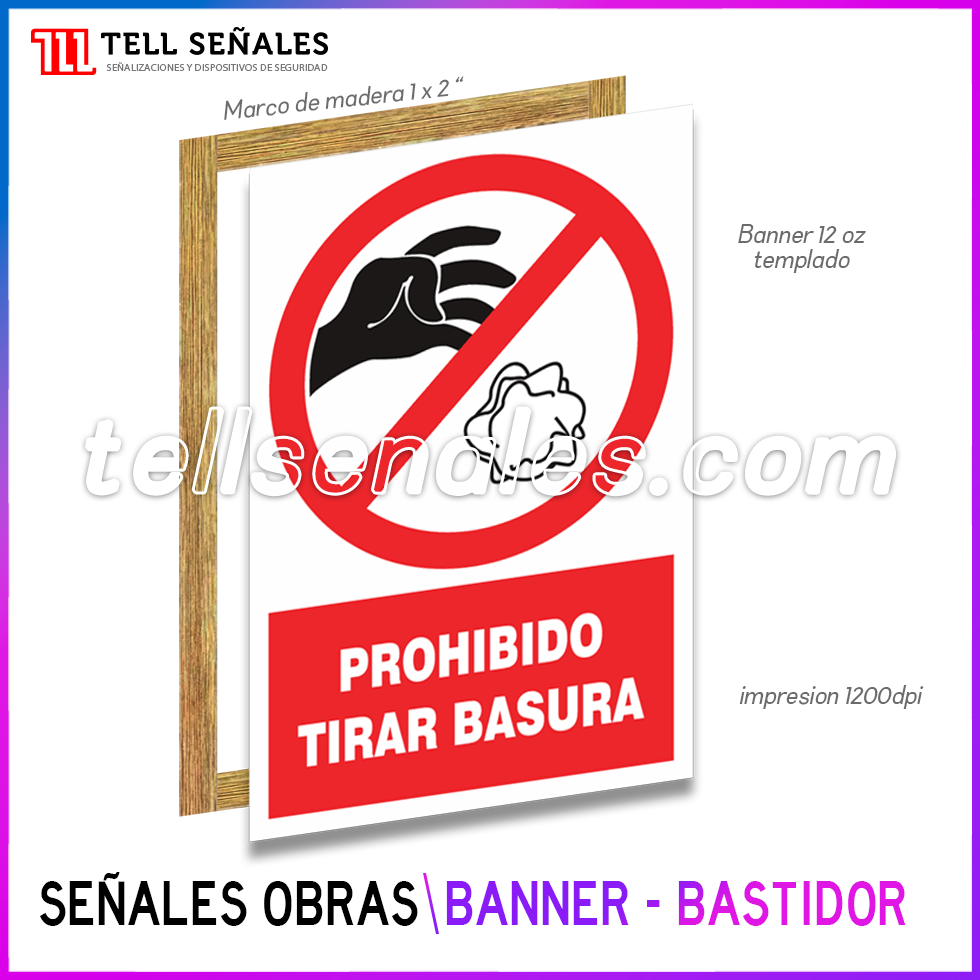 TELL SEÑALES
SEÑALIZACIONES Y DISPOSITIVOS DE SEGURIDAD
Marco de madera 1 x 2 “
Banner 12 oz
templado
tellsenales.com
PROHIBIDO
TIRAR BASURA
impresion 1200dpi
SEÑALES OBRAS\BANNER - BASTIDOR